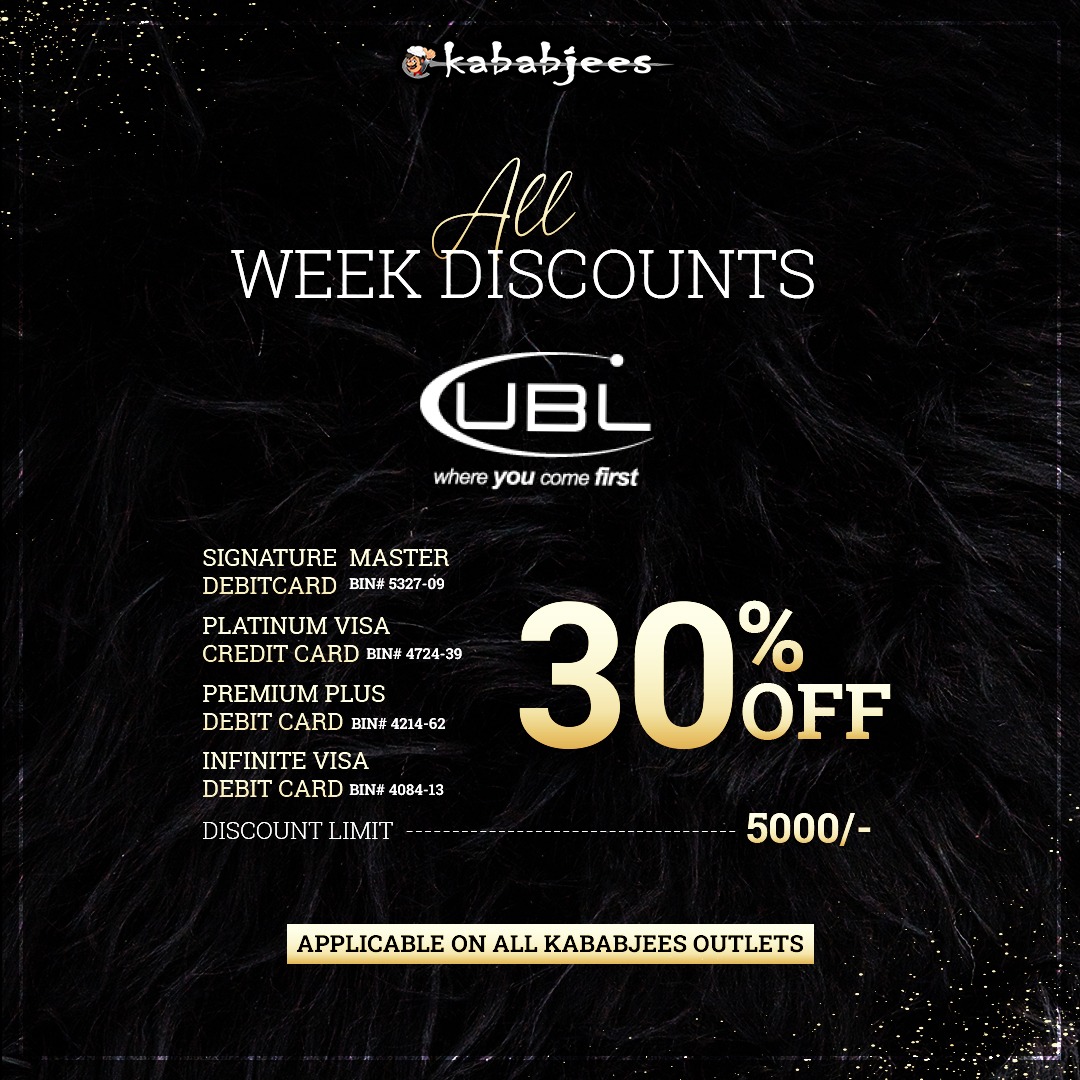 kababjees
All
WEEK DISCOUNTS
UBL
where you come first
SIGNATURE MASTER
DEBITCARD BIN# 5327-09
PLATINUM VISA
CREDIT CARD BIN# 4724-39
PREMIUM PLUS
DEBIT CARD BIN# 4214-62
INFINITE VISA
DEBIT CARD BIN# 4084-13
30%
OFF
DISCOUNT LIMIT 5000/-
APPLICABLE ON ALL KABABJEES OUTLETS